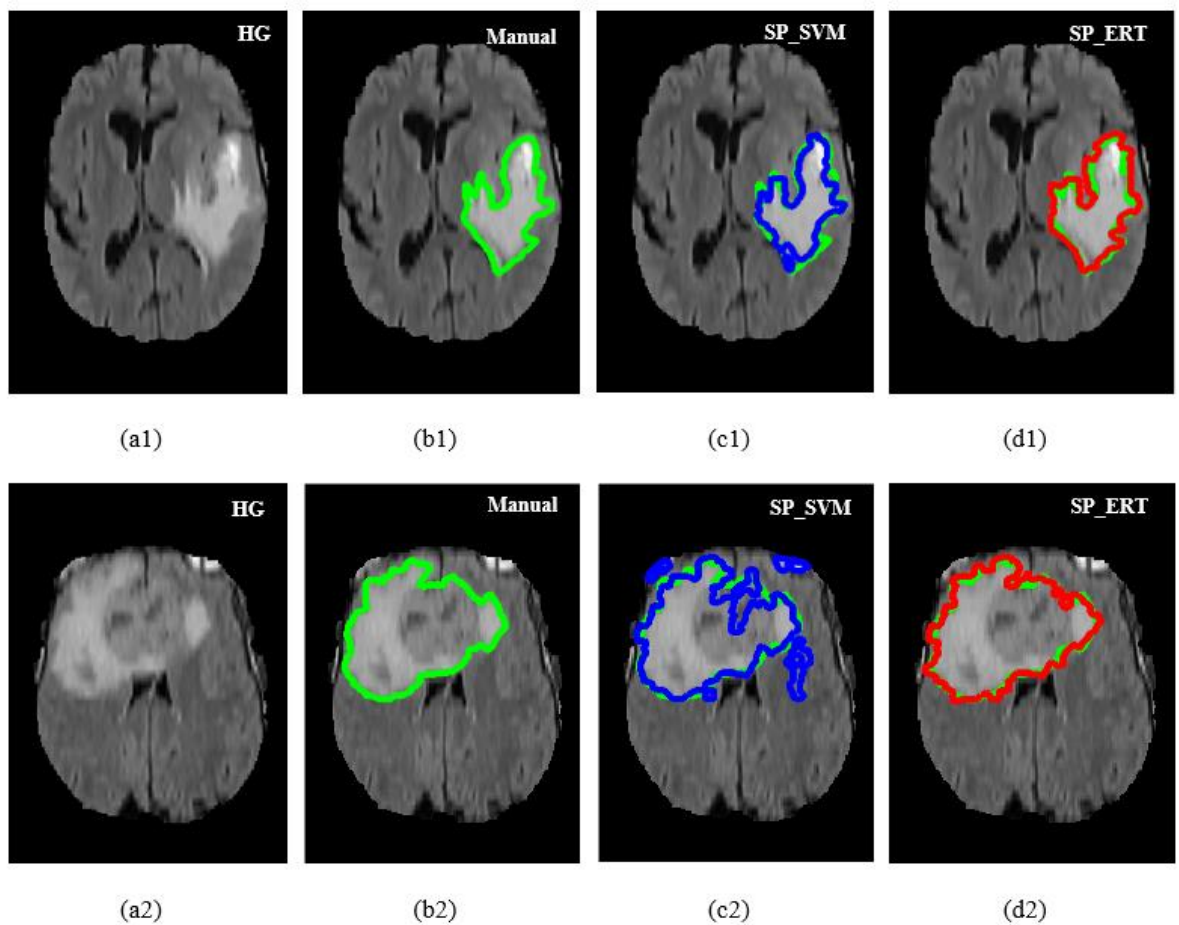 HG
Manual
SP_SVM
SP_ERT
(a1)
(b1)
(c1)
(d1)
HG
Manual
SP_SVM
SP_ERT
(a2)
(b2)
(c2)
(d2)